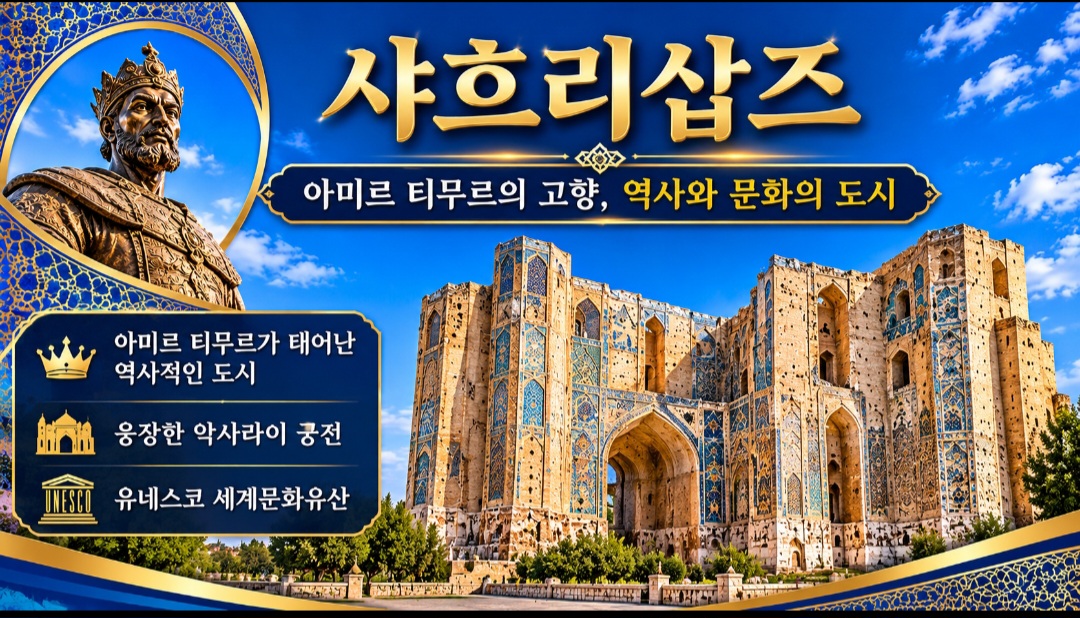 샤흐리삽즈
아미르 티무르의 고향, 역사와 문화의 도시
아미르 티무르가 태어난
역사적인 도시
웅장한 악사라이 궁전
UNESCO
유네스코 세계문화유산